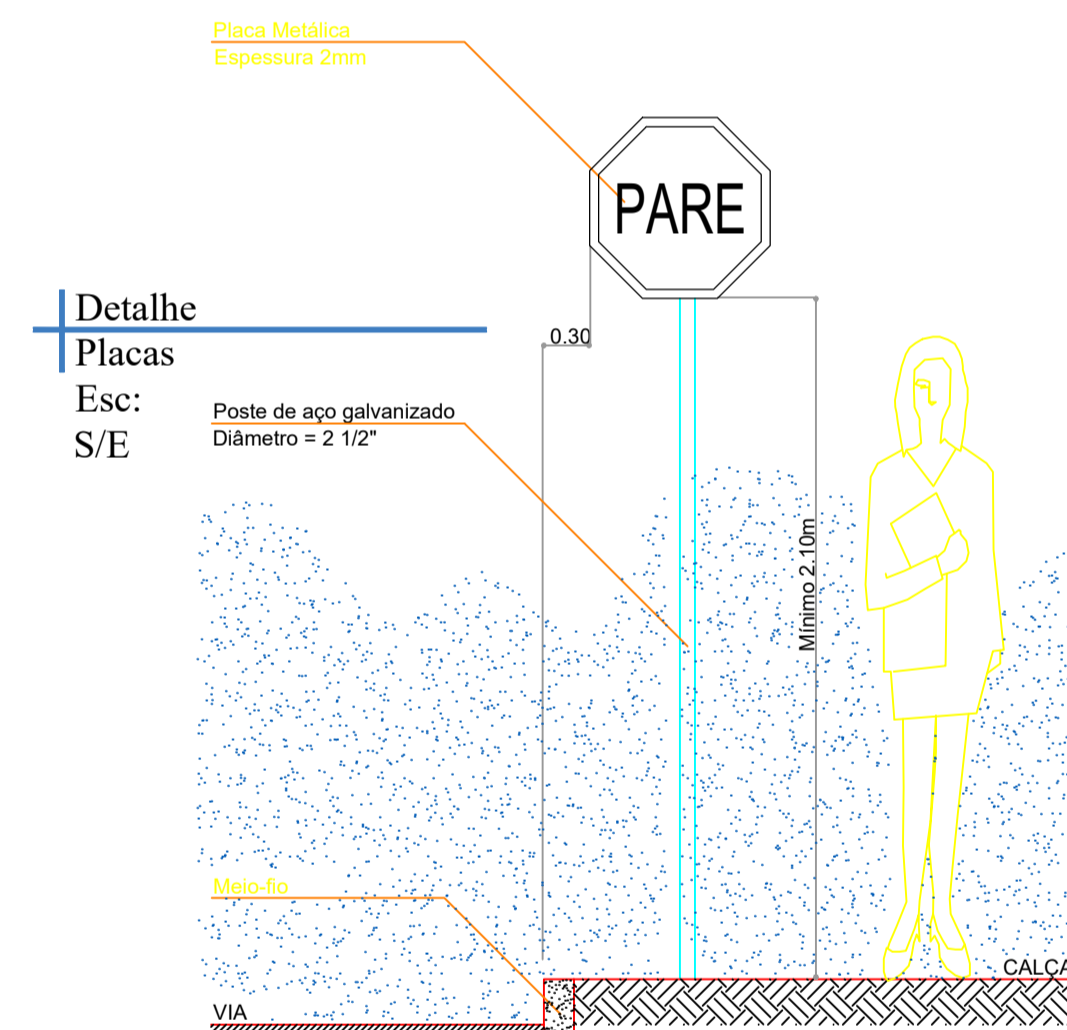 Placa Metálica
Espessura 2mm
PARE
Detalhe
Placas
Esc:
S/E
0.30
Poste de aço galvanizado
Diâmetro = 2 1/2"
Mínimo 2.10m
Meio-fio
CALÇA
VIA